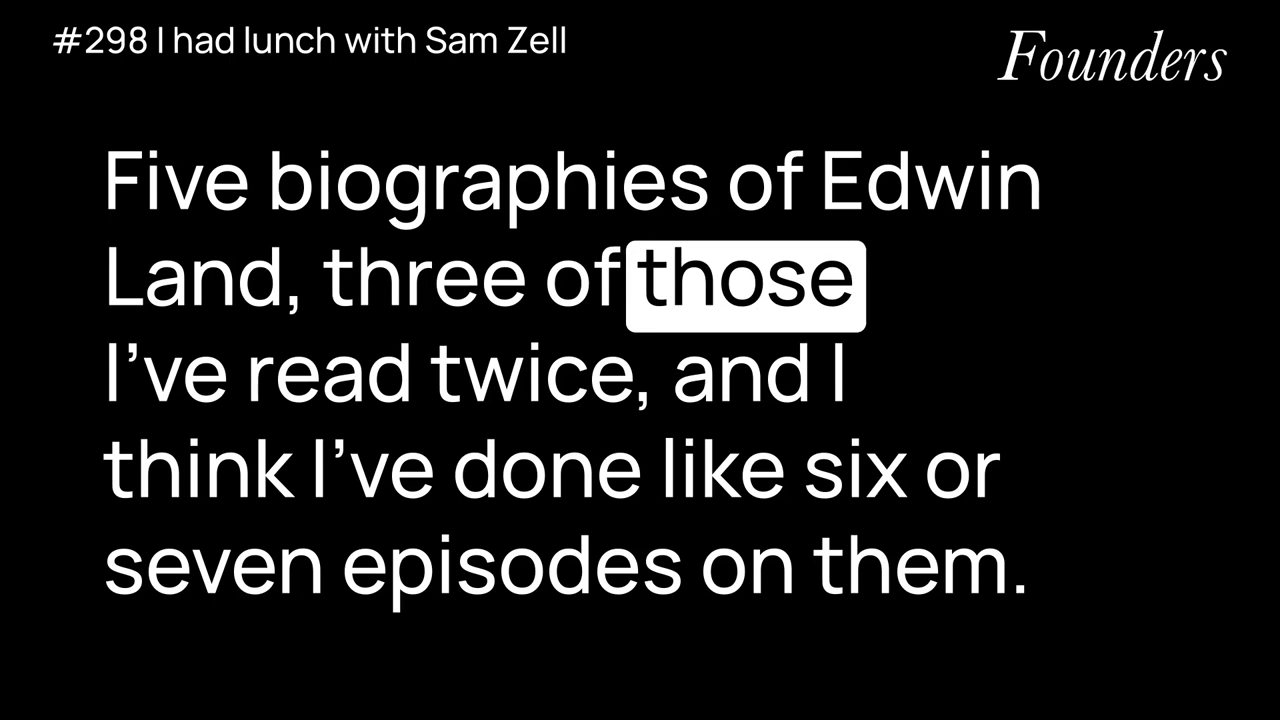 #298 I had lunch with Sam Zell
Founders
Five biographies of Edwin
Land, three of those
I’ve read twice, and I
think I’ve done like six or
seven episodes on them.